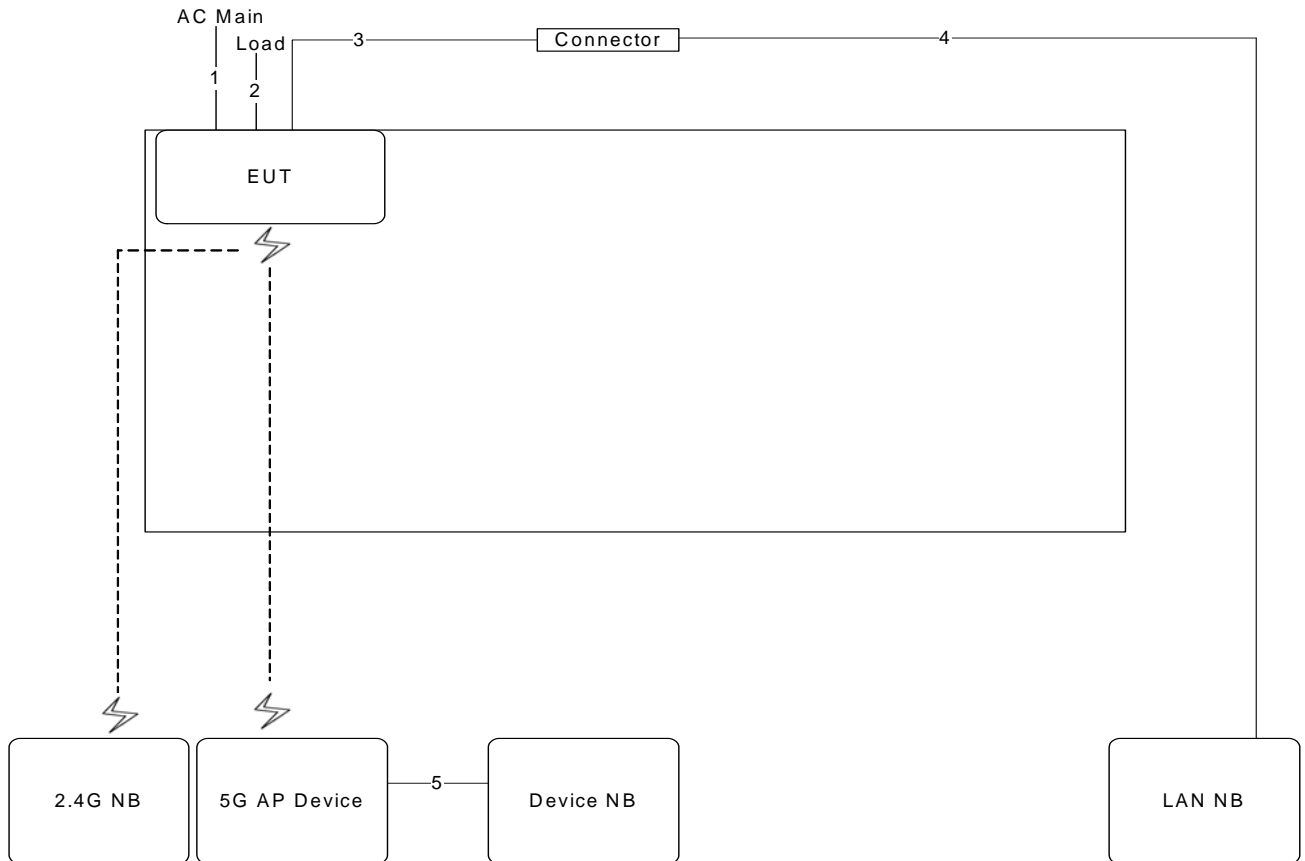 AC Main
Load
3
Connector
4
1
2
EUT
2.4G NB
5G AP Device
5
Device NB
LAN NB